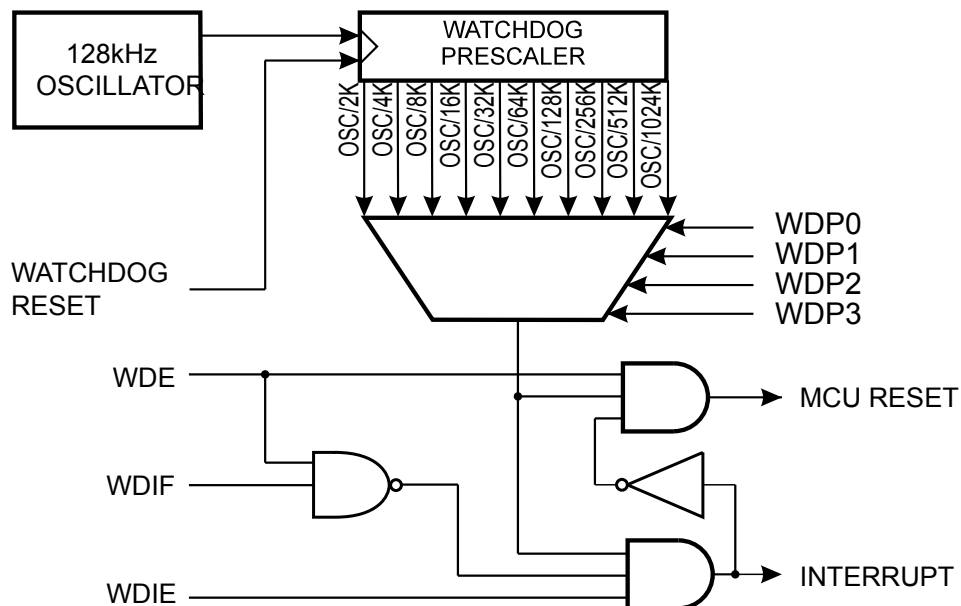 128kHz
OSCILLATOR
WATCHDOG
PRESCALER
OSC/2K
OSC/4K
OSC/8K
OSC/16K
OSC/32K
OSC/64K
OSC/128K
OSC/256K
OSC/512K
OSC/1024K
WATCHDOG
RESET
WDP0
WDP1
WDP2
WDP3
WDE
MCU RESET
WDIF
INTERRUPT
WDIE